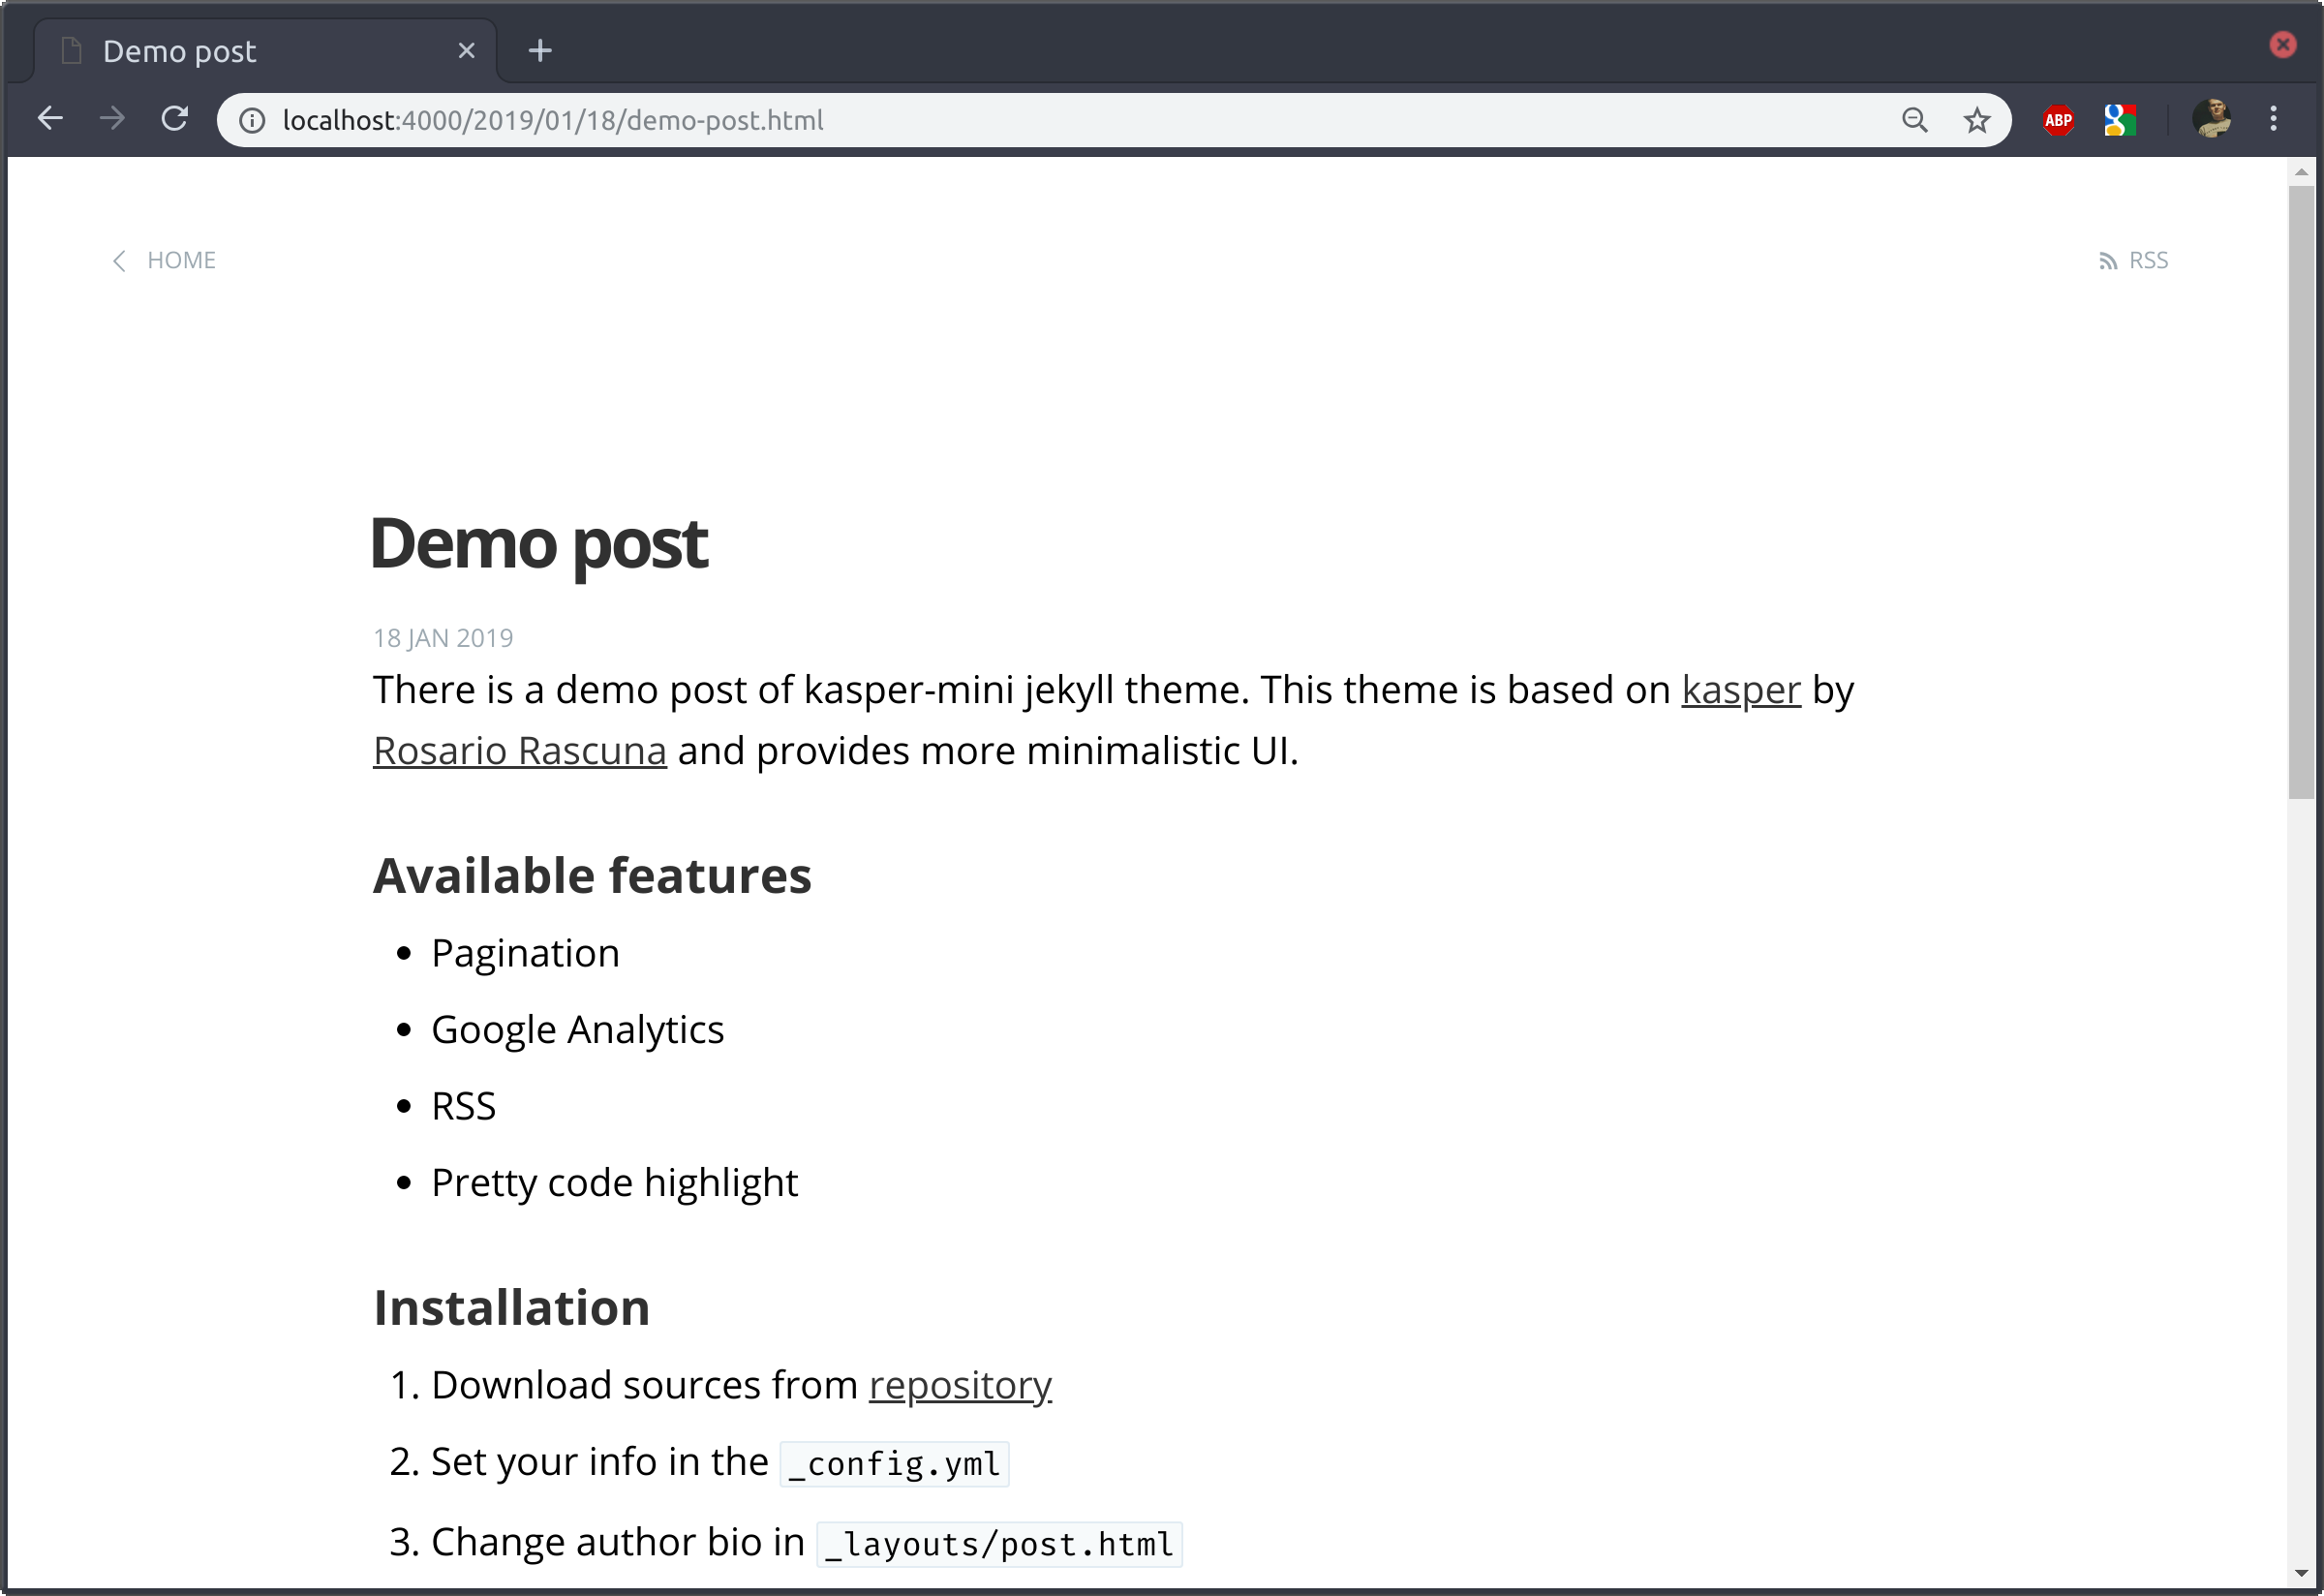 Demo post
localhost:4000/2019/01/18/demo-post.html
ABP
g
HOME
RSS
Demo post
18 JAN 2019
There is a demo post of kasper-mini jekyll theme. This theme is based on kasper by
Rosario Rascuna and provides more minimalistic UI.
Available features
• Pagination
• Google Analytics
• RSS
• Pretty code highlight
Installation
1. Download sources from repository
2. Set your info in the _config.yml
3. Change author bio in _layouts/post.html